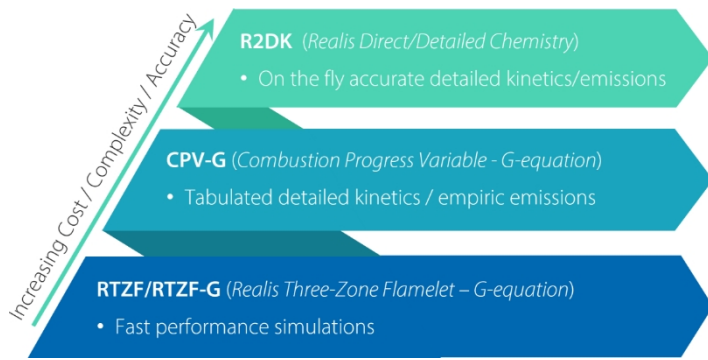 R2DK (Realis Direct/Detailed Chemistry)
• On the fly accurate detailed kinetics/emissions
CPV-G (Combustion Progress Variable - G-equation)
• Tabulated detailed kinetics / empiric emissions
RTZF/RTZF-G (Realis Three-Zone Flamelet – G-equation)
• Fast performance simulations
Increasing Cost / Complexity / Accuracy